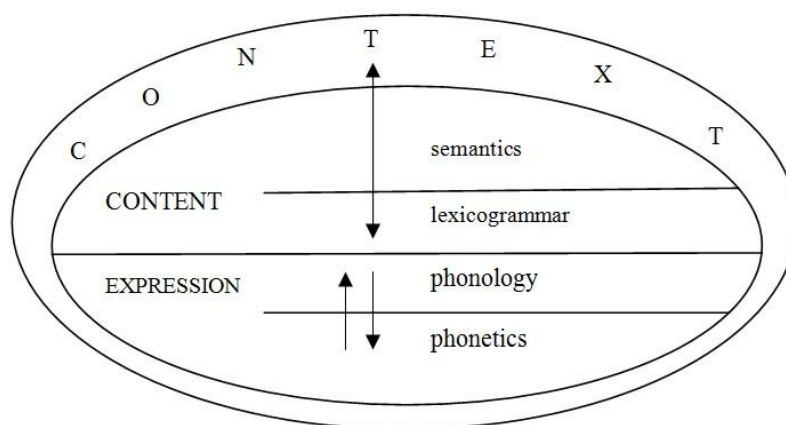 C O N T E X T
semantics
CONTENT
lexicogrammar
EXPRESSION
phonology
phonetics